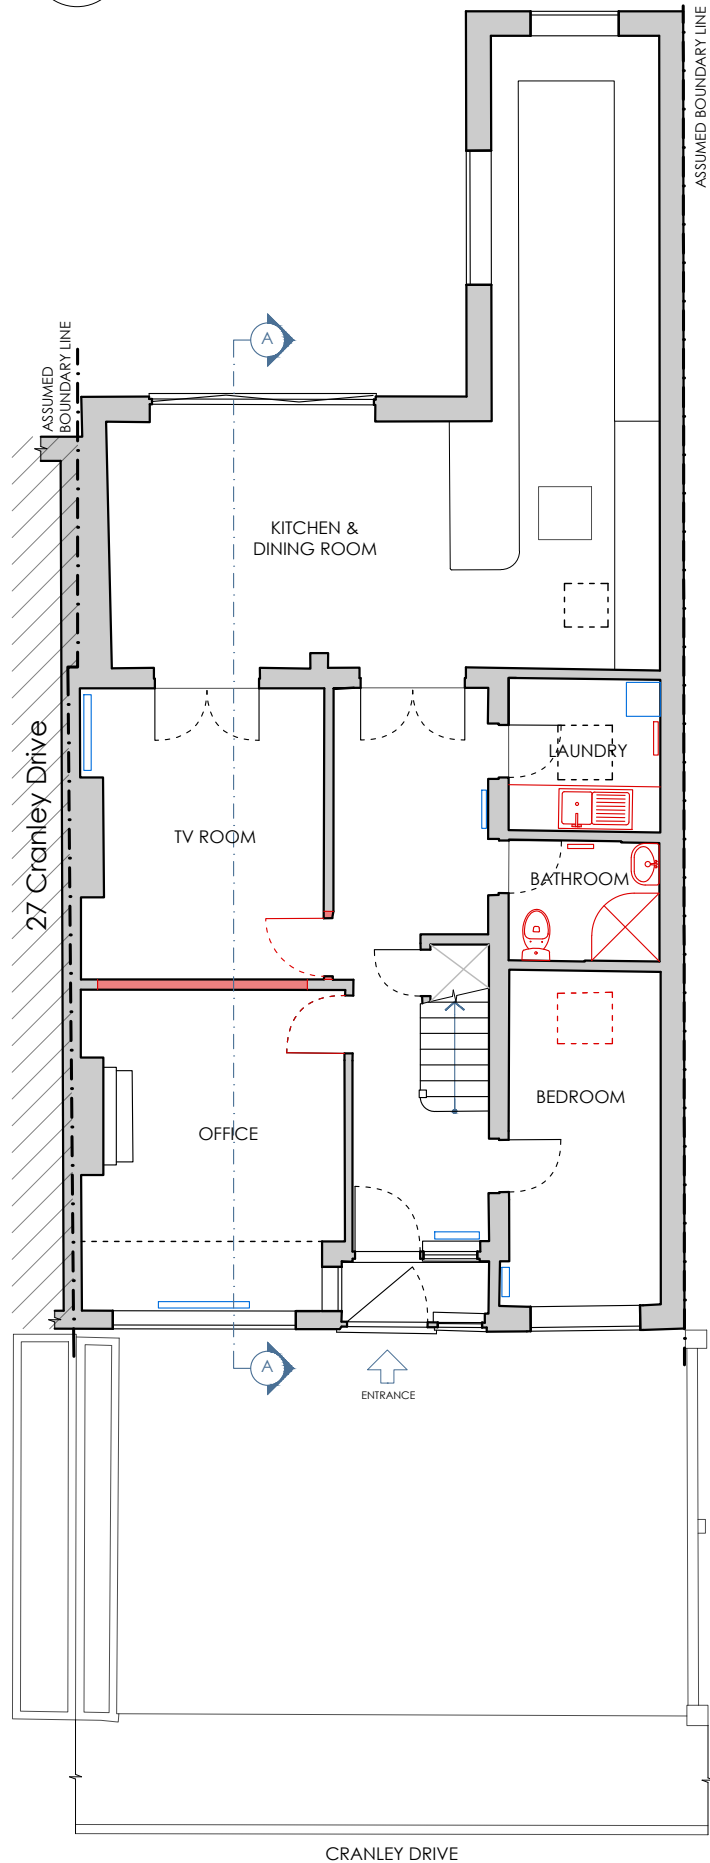 ASSUMED BOUNDARY LINE
A
ASSUMED
BOUNDARY LINE
KITCHEN &
DINING ROOM
27 Cranley Drive
LAUNDRY
TV ROOM
BATHROOM
BEDROOM
OFFICE
A
ENTRANCE
CRANLEY DRIVE